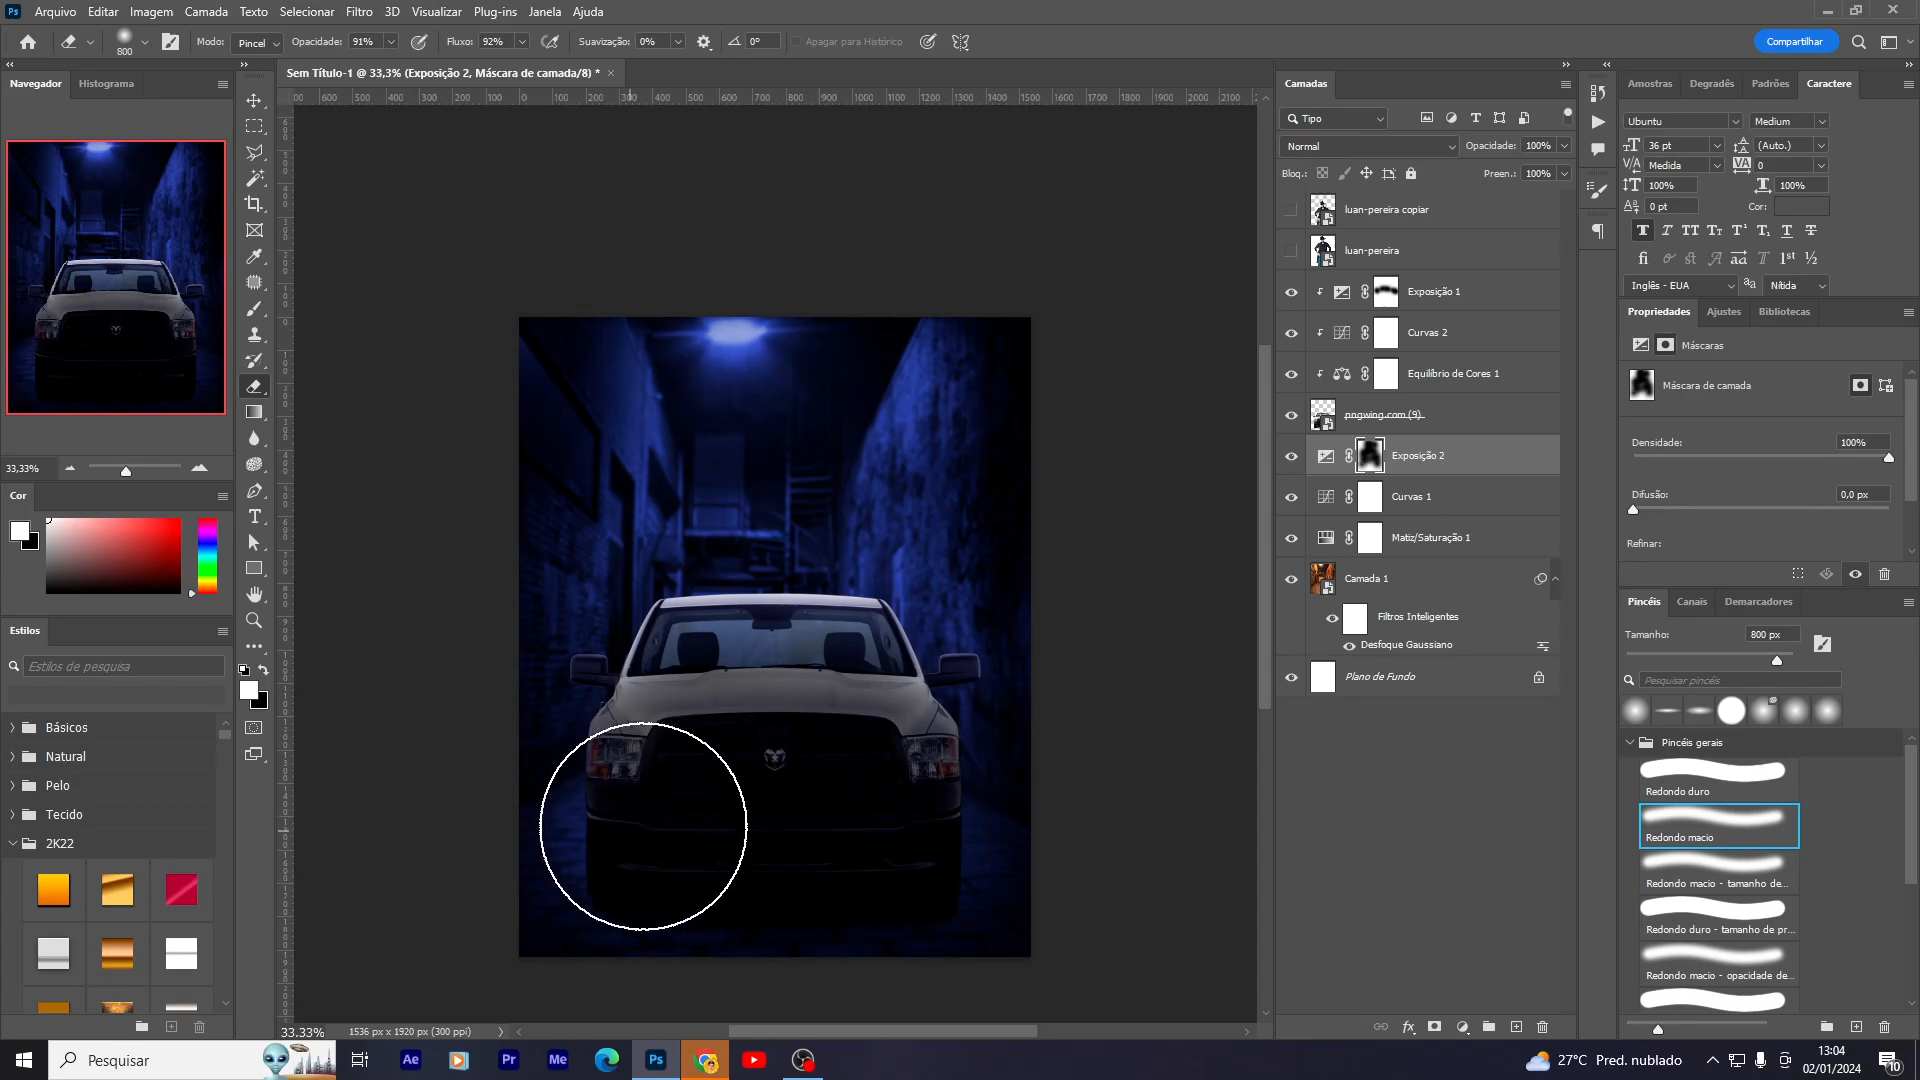 Ps Arquivo Editar Imagem Camada Texto Selecionar Filtro 3D Visualizar Plug-ins Janela Ajuda
800 Modo: Pincel Opacidade: 91% Fluxo: 92% Suavização: 0% 0° Apagar para Histórico Compartilhar
Navegador Histograma
33,33%
Cor
Estilos
Estilos de pesquisa
Básicos
Natural
Pelo
Tecido
2K22
Sem Título-1 @ 33,3% (Exposição 2, Máscara de camada/8) *
33.33% 1536 px x 1920 px (300 ppi)
Camadas
Tipo
Normal Opacidade: 100%
Bloq.: Preen.: 100%
luan-pereira copiar
luan-pereira
Exposição 1
Curvas 2
Equilíbrio de Cores 1
pngwing.com (9)
Exposição 2
Curvas 1
Matiz/Saturação 1
Camada 1
Filtros Inteligentes
Desfoque Gaussiano
Plano de Fundo
Amostras Degradês Padrões Caractere
Ubuntu Medium
36 pt (Auto.)
Medida 0
100% 100%
0 pt Cor:
Inglês - EUA Nítida
Propriedades Ajustes Bibliotecas
Máscaras
Máscara de camada
Densidade: 100%
Difusão: 0,0 px
Refinar:
Pincéis Canais Demarcadores
Tamanho: 800 px
Pesquisar pincéis
Pincéis gerais
Redondo duro
Redondo macio
Redondo macio - tamanho de...
Redondo duro - tamanho de pr...
Redondo macio - opacidade de...
Pesquisar Ae Pr Me Ps 27°C Pred. nublado 13:04
02/01/2024 10